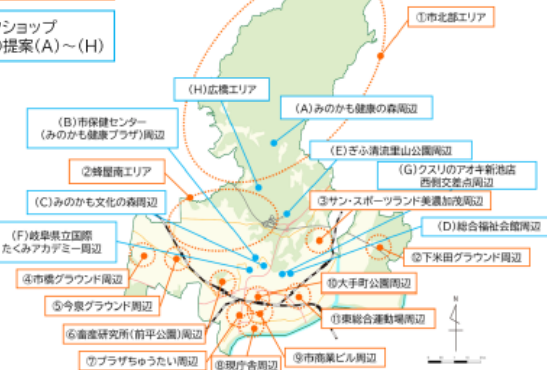 クショップ
の提案(A)~(H)
①市北部エリア
(H)広橋エリア
(A)みのかも健康の森周辺
(B)市保健センター
(みのかも健康プラザ)周辺
(E)ぎふ清流里山公園周辺
(G)クスリのアオキ新池店
西側交差点周辺
②蜂屋南エリア
③サン・スポーツランド美濃加茂周辺
(C)みのかも文化の森周辺
(D)総合福祉会館周辺
(F)岐阜県立国際
たくみアカデミー周辺
⑫下米田グラウンド周辺
④市橋グラウンド周辺
⑩大手町公園周辺
⑤今泉グラウンド周辺
⑪東総合運動場周辺
⑥畜産研究所(前平公園)周辺
⑦プラザちゅうたい周辺
⑧現庁舎周辺
⑨市商業ビル周辺
N